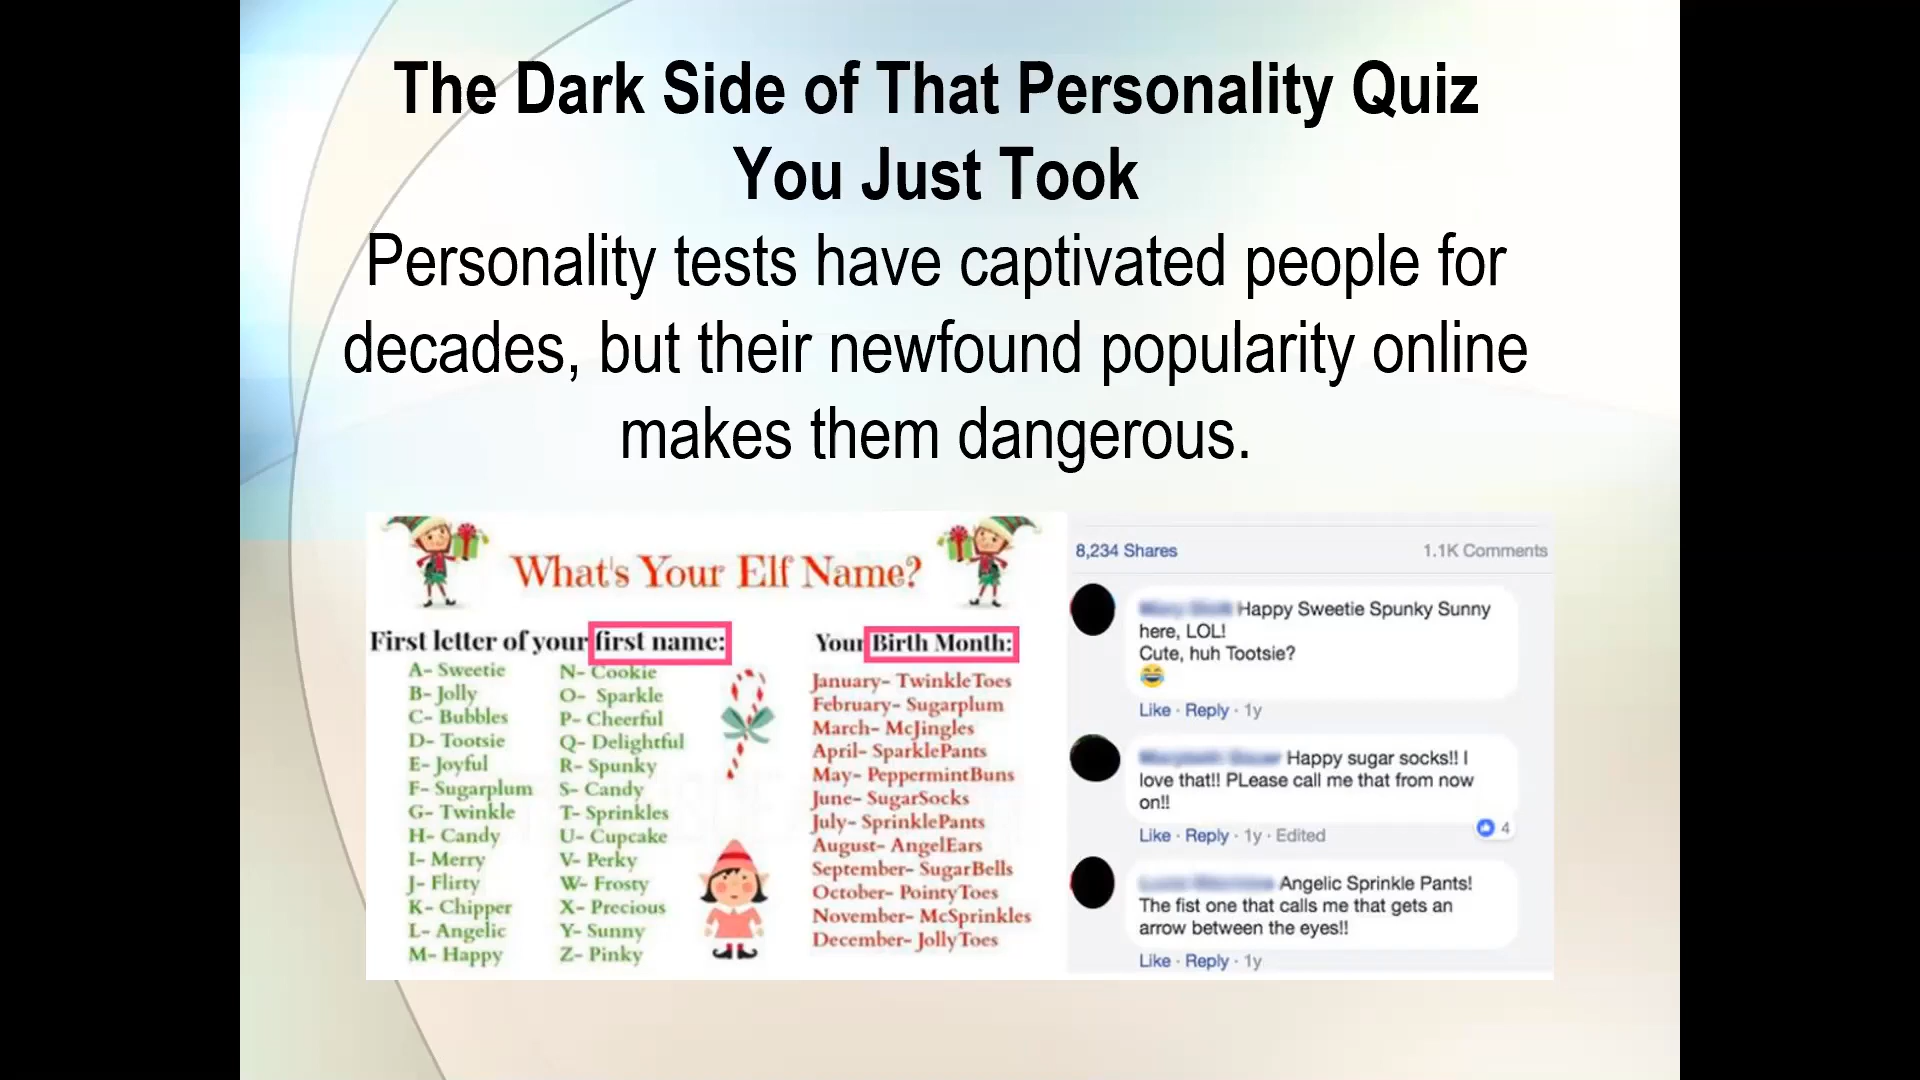 The Dark Side of That Personality Quiz
You Just Took
Personality tests have captivated people for
decades, but their newfound popularity online
makes them dangerous.
What's Your Elf Name?
First letter of your first name:
A- Sweetie
B- Jolly
C- Bubbles
D- Tootsie
E- Joyful
F- Sugarplum
G- Twinkle
H- Candy
I- Merry
J- Flirty
K- Chipper
L- Angelic
M- Happy
N- Cookie
O- Sparkle
P- Cheerful
Q- Delightful
R- Spunky
S- Candy
T- Sprinkles
U- Cupcake
V- Perky
W- Frosty
X- Precious
Y- Sunny
Z- Pinky
Your Birth Month:
January- TwinkleToes
February- Sugarplum
March- McJingles
April- SparklePants
May- PeppermintBuns
June- SugarSocks
July- SprinklePants
August- AngelEars
September- SugarBells
October- PointyToes
November- McSprinkles
December- JollyToes
8,234 Shares
1.1K Comments
Happy Sweetie Spunky Sunny
here, LOL!
Cute, huh Tootsie?
Like · Reply · 1y
Happy sugar socks!! I
love that!! PLease call me that from now
on!!
Like · Reply · 1y · Edited
4
Angelic Sprinkle Pants!
The fist one that calls me that gets an
arrow between the eyes!!
Like · Reply · 1y